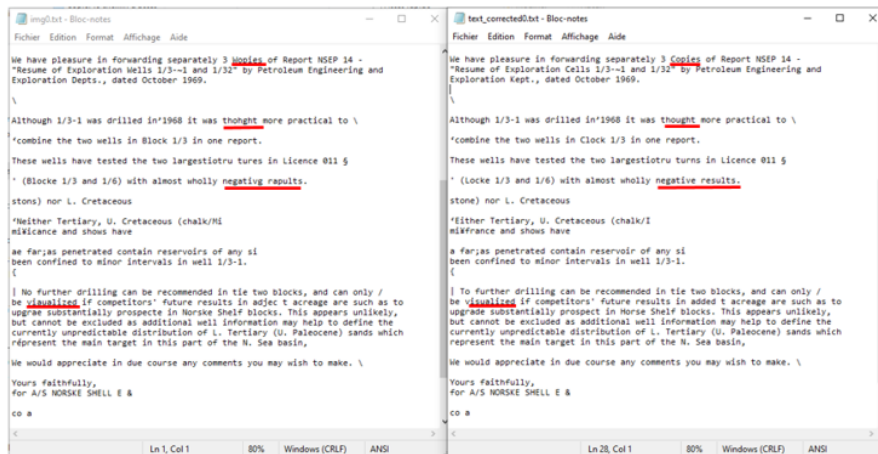 img0.txt - Bloc-notes
Fichier Edition Format Affichage Aide
We have pleasure in forwarding separately 3 Wopies of Report NSEP 14 -
"Resume of Exploration Wells 1/3-~1 and 1/32" by Petroleum Engineering and
Exploration Depts., dated October 1969.
\
Although 1/3-1 was drilled in‘1968 it was thohght more practical to \
‘combine the two wells in Block 1/3 in one report.
These wells have tested the two largestiotru tures in Licence 011 §
' (Blocke 1/3 and 1/6) with almost wholly negativg rapults.
stons) nor L. Cretaceous
‘Neither Tertiary, U. Cretaceous (chalk/Mi
mi¥icance and shows have
ae far;as penetrated contain reservoirs of any si
been confined to minor intervals in well 1/3-1.
{
| No further drilling can be recommended in tie two blocks, and can only /
be viaualized if competitors' future results in adjec t acreage are such as to
upgrae substantially prospecte in Norske Shelf blocks. This appears unlikely,
but cannot be excluded as additional well information may help to define the
currently unpredictable distribution of L. Tertiary (U. Paleocene) sands which
répresent the main target in this part of the N. Sea basin,
We would appreciate in due course any comments you may wish to make. \
Yours faithfully,
for A/S NORSKE SHELL E &
co a
Ln 1, Col 1 80% Windows (CRLF) ANSI
text_corrected0.txt - Bloc-notes
Fichier Edition Format Affichage Aide
We have pleasure in forwarding separately 3 Copies of Report NSEP 14 -
"Resume of Exploration Cells 1/3-~1 and 1/32" by Petroleum Engineering and
Exploration Kept., dated October 1969.
\
Although 1/3-1 was drilled in‘1968 it was thought more practical to \
‘combine the two wells in Clock 1/3 in one report.
These wells have tested the two largestiotru turns in Licence 011 §
' (Locke 1/3 and 1/6) with almost wholly negative results.
stone) nor L. Cretaceous
‘Either Tertiary, U. Cretaceous (chalk/I
mi¥france and shows have
a far;as penetrated contain reservoir of any si
been confined to minor intervals in well 1/3-1.
{
| To further drilling can be recommended in tie two blocks, and can only /
be visualized if competitors' future results in added t acreage are such as to
upgrade substantially prospect in Horse Shelf blocks. This appears unlikely,
but cannot be excluded as additional well information may help to define the
currently unpredictable distribution of L. Tertiary (U. Paleocene) sands which
represent the main target in this part of the N. Sea basin,
We would appreciate in due course any comments you may wish to make. \
Yours faithfully,
for A/S NORSKE SHELL E &
co a
Ln 28, Col 1 80% Windows (CRLF) ANSI